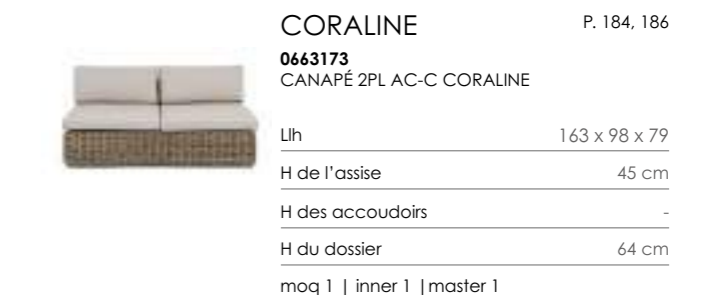 CORALINE P. 184, 186
0663173
CANAPÉ 2PL AC-C CORALINE
Llh 163 x 98 x 79
H de l’assise 45 cm
H des accoudoirs -
H du dossier 64 cm
moq 1 | inner 1 |master 1